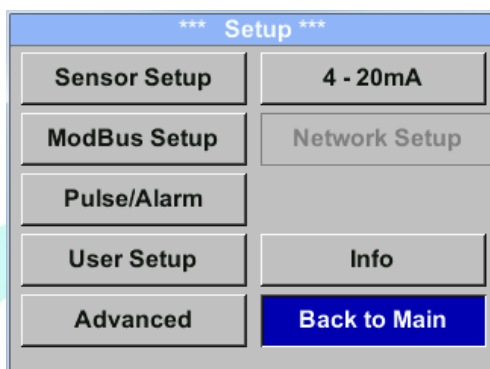 *** Setup ***
Sensor Setup
4 - 20mA
ModBus Setup
Network Setup
Pulse/Alarm
User Setup
Info
Advanced
Back to Main